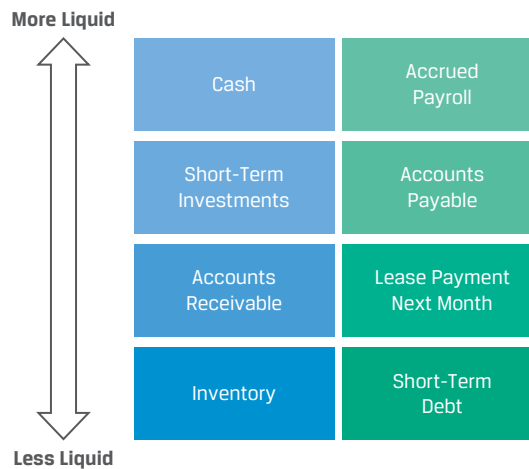 More Liquid
Cash
Accrued
Payroll
Short-Term
Investments
Accounts
Payable
Accounts
Receivable
Lease Payment
Next Month
Inventory
Short-Term
Debt
Less Liquid